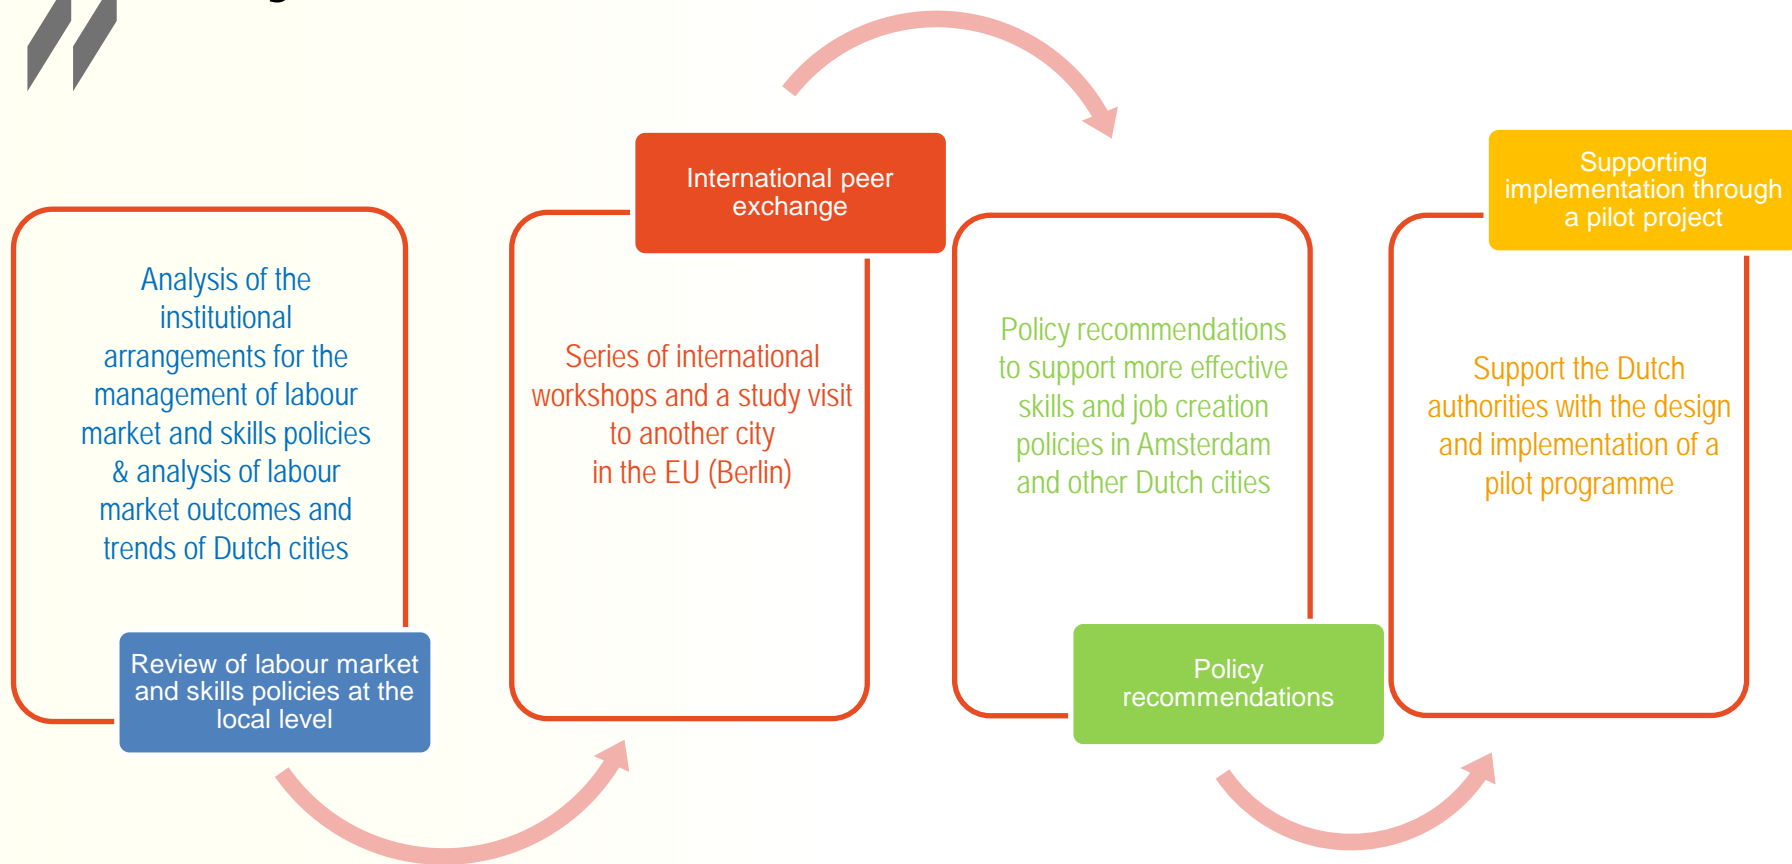 Analysis of the
institutional
arrangements for the
management of labour
market and skills policies
& analysis of labour
market outcomes and
trends of Dutch cities
Review of labour market
and skills policies at the
local level
International peer
exchange
Series of international
workshops and a study visit
to another city
in the EU (Berlin)
Policy recommendations
to support more effective
skills and job creation
policies in Amsterdam
and other Dutch cities
Policy
recommendations
Supporting
implementation through
a pilot project
Support the Dutch
authorities with the design
and implementation of a
pilot programme